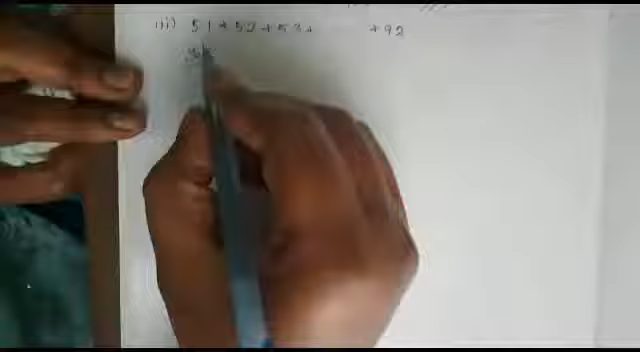 iii) 51 + 52 + 53 + +92